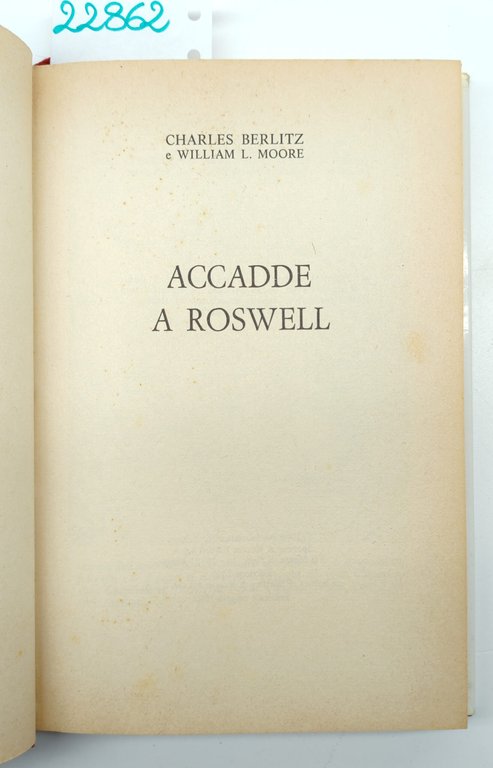 22862
CHARLES BERLITZ
e WILLIAM L. MOORE
ACCADDE
A ROSWELL